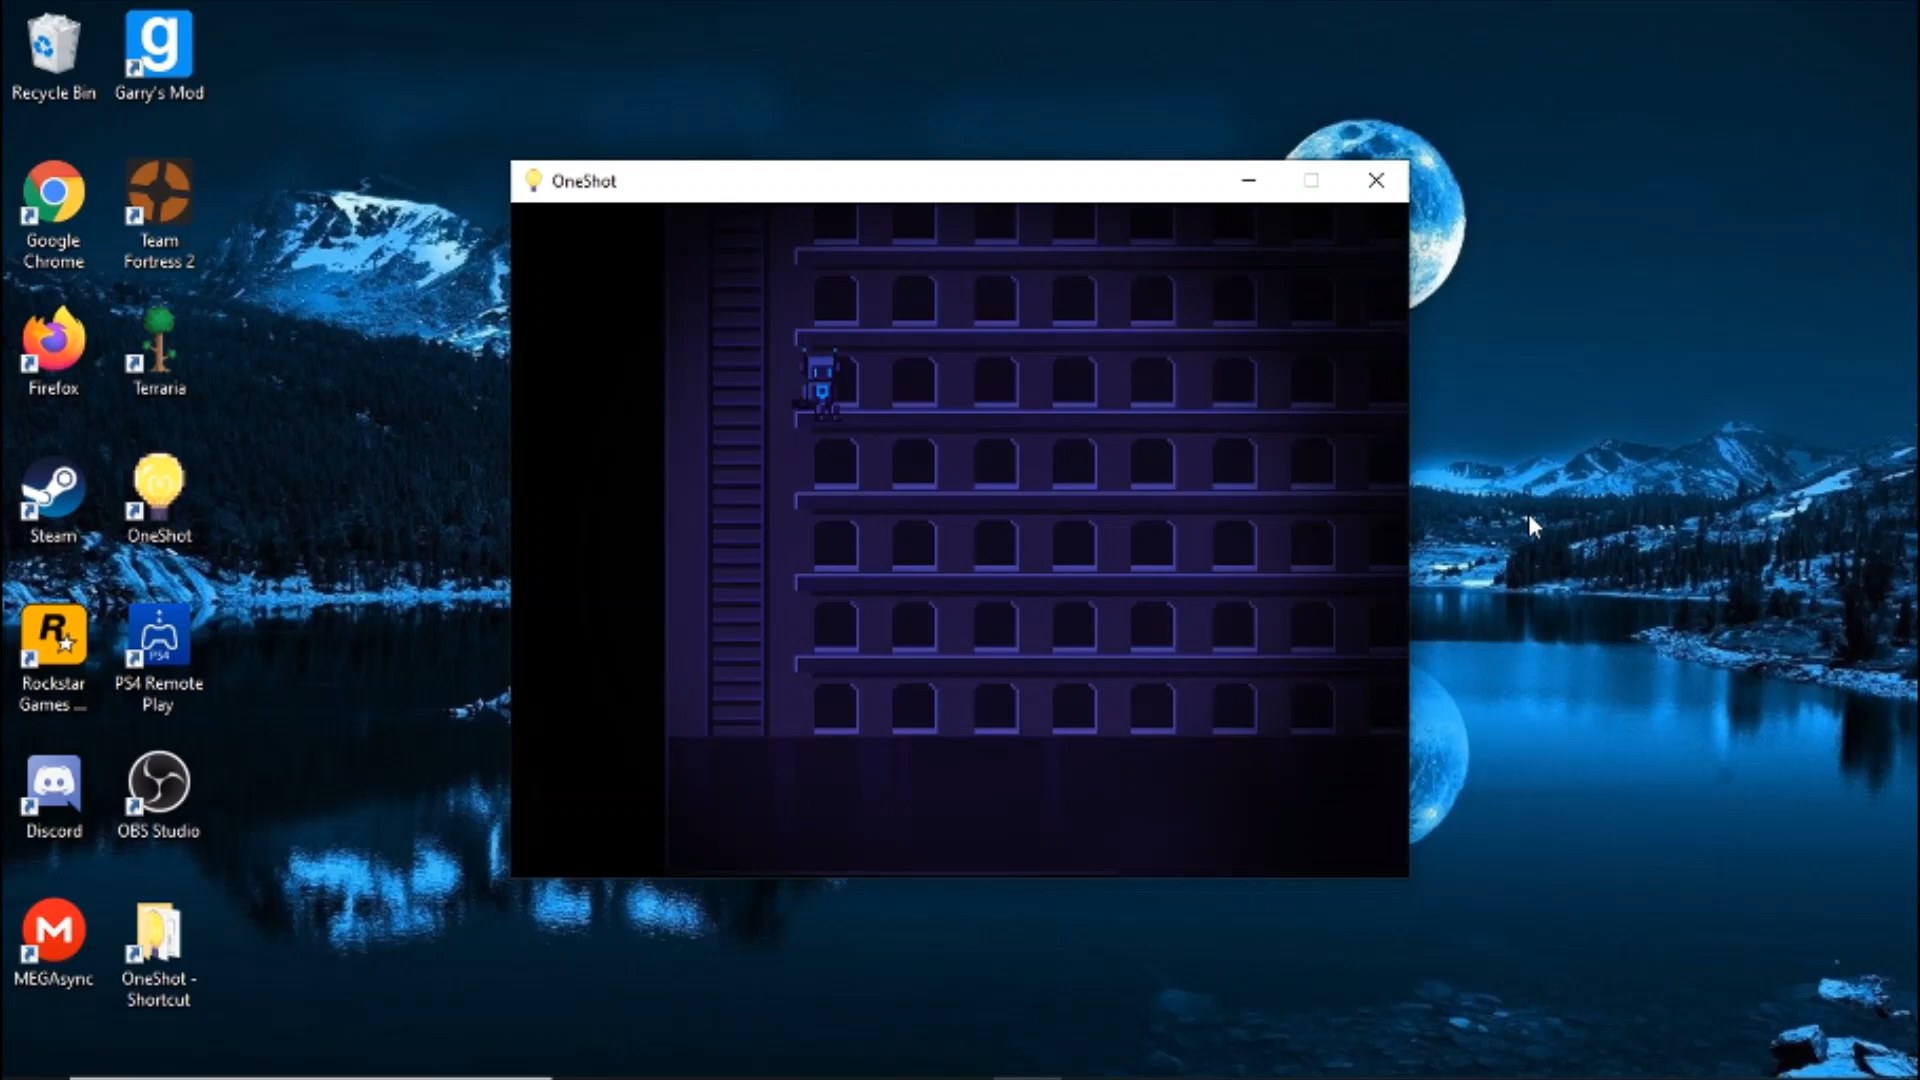 Recycle Bin
Garry's Mod
Google
Chrome
Team
Fortress 2
Firefox
Terraria
Steam
OneShot
Rockstar
Games ...
PS4
PS4 Remote
Play
Discord
OBS Studio
MEGAsync
OneShot -
Shortcut
OneShot